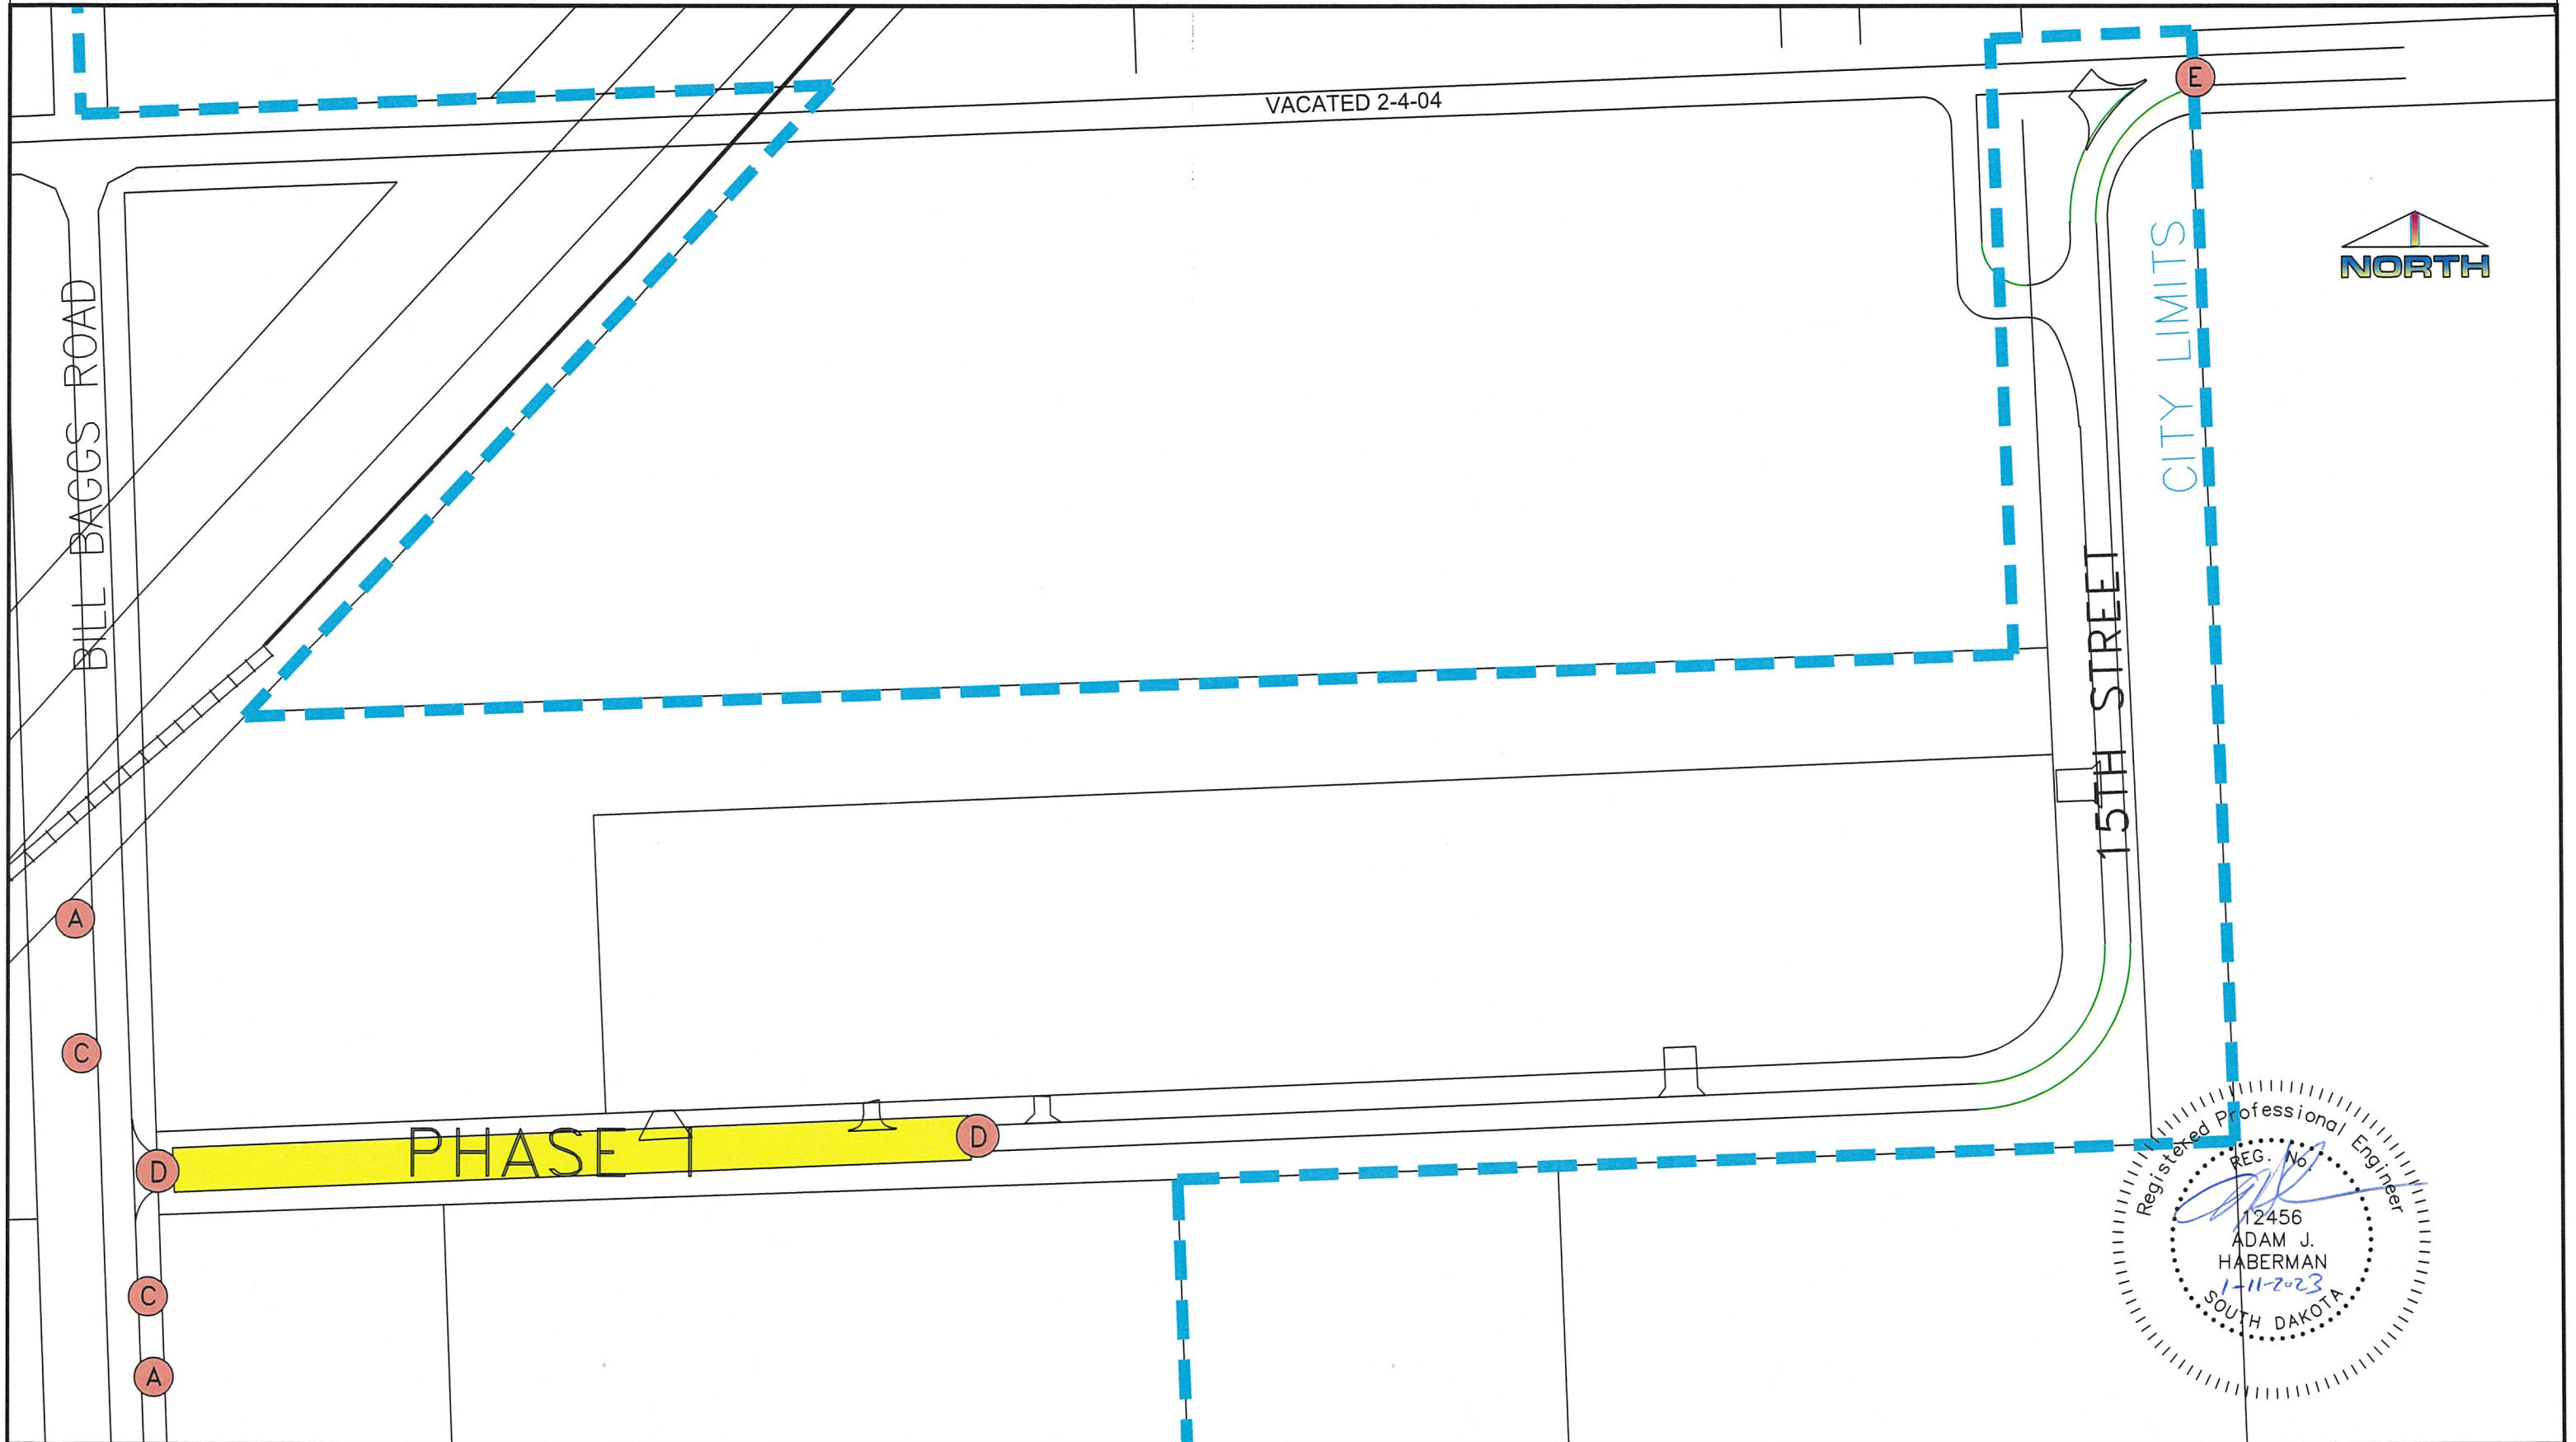 VACATED 2-4-04
E
NORTH
CITY LIMITS
BILL BAGGS ROAD
15TH STREET
A
C
D
PHASE 1
D
C
A
Registered Professional Engineer
REG. No.
12456
ADAM J.
HABERMAN
1-11-2023
SOUTH DAKOTA